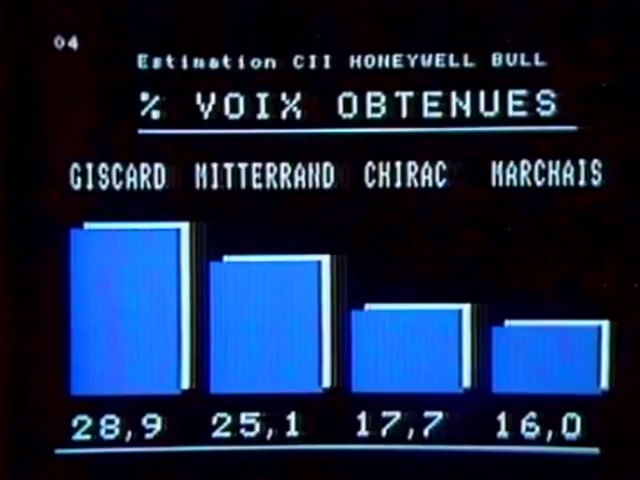 04
Estimation CII HONEYWELL BULL
% VOIX OBTENUES
GISCARD MITTERRAND CHIRAC MARCHAIS
28,9 25,1 17,7 16,0